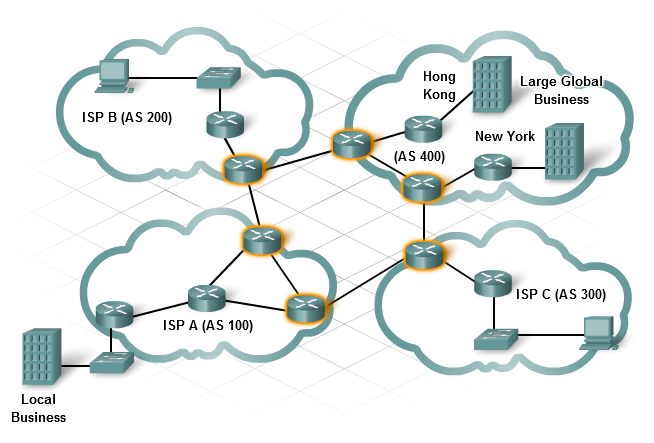 ISP B (AS 200)
Hong
Kong
Large Global
Business
(AS 400)
New York
ISP A (AS 100)
ISP C (AS 300)
Local
Business